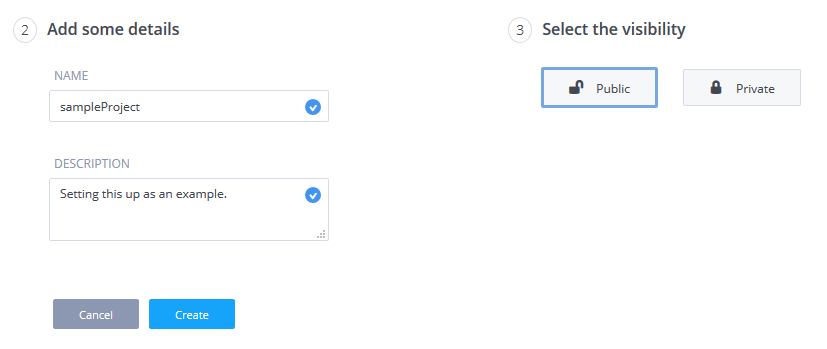 2 Add some details
NAME
sampleProject
DESCRIPTION
Setting this up as an example.
Cancel Create
3 Select the visibility
Public Private